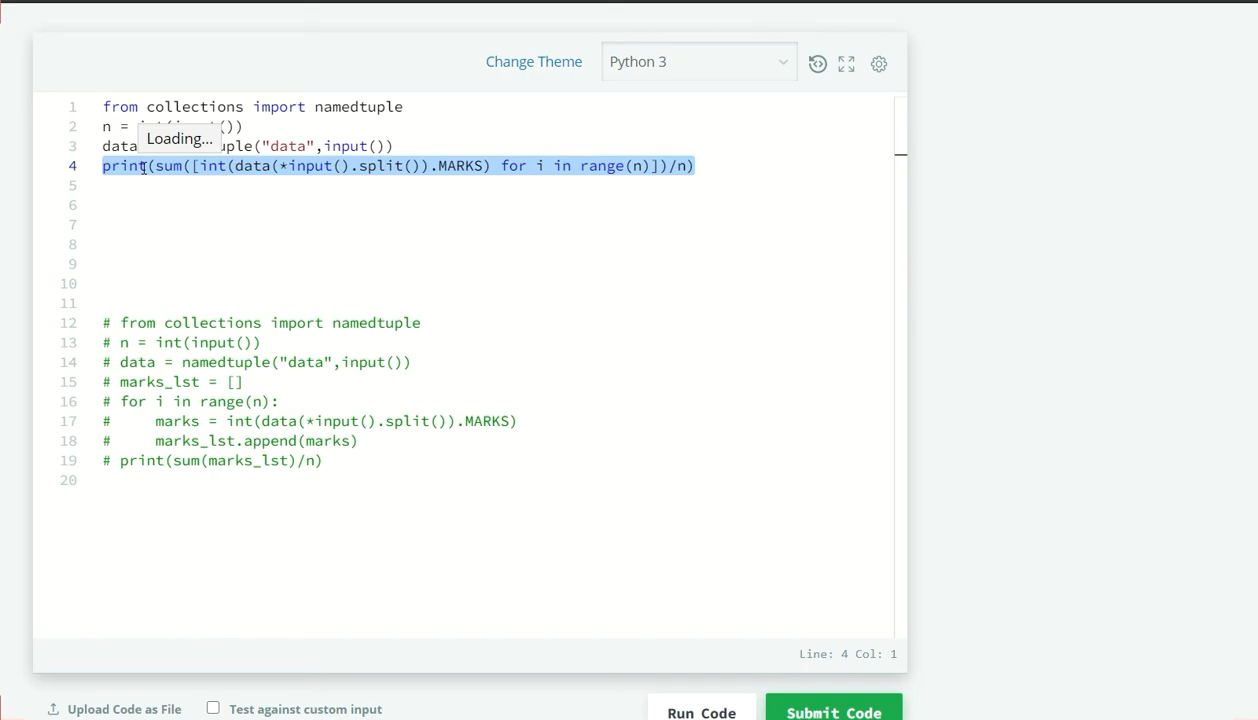 Change Theme Python 3
1 from collections import namedtuple
2 n = ())
Loading...
3 data uple("data",input())
4 print(sum([int(data(*input().split()).MARKS) for i in range(n)])/n)
5
6
7
8
9
10
11
12 # from collections import namedtuple
13 # n = int(input())
14 # data = namedtuple("data",input())
15 # marks_lst = []
16 # for i in range(n):
17 #     marks = int(data(*input().split()).MARKS)
18 #     marks_lst.append(marks)
19 # print(sum(marks_lst)/n)
20
Line: 4 Col: 1
Upload Code as File Test against custom input Run Code Submit Code